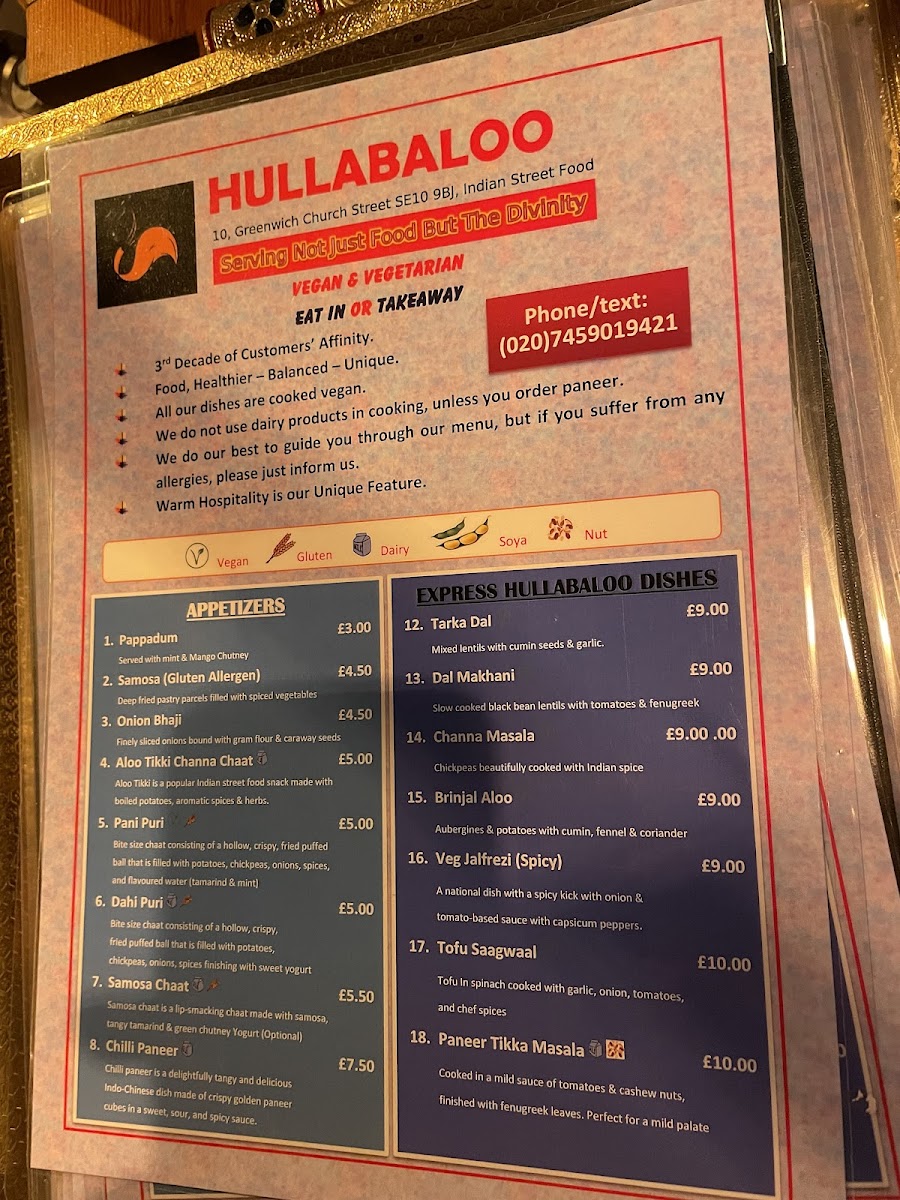 HULLABALOO
10, Greenwich Church Street SE10 9BJ, Indian Street Food
Serving Not Just Food But The Divinity
VEGAN & VEGETARIAN
EAT IN OR TAKEAWAY
Phone/text:
(020)7459019421
3rd Decade of Customers' Affinity.
Food, Healthier – Balanced – Unique.
All our dishes are cooked vegan.
We do not use dairy products in cooking, unless you order paneer.
We do our best to guide you through our menu, but if you suffer from any
allergies, please just inform us.
Warm Hospitality is our Unique Feature.
Vegan Gluten Dairy Soya Nut
APPETIZERS
1. Pappadum £3.00
Served with mint & Mango Chutney
2. Samosa (Gluten Allergen) £4.50
Deep fried pastry parcels filled with spiced vegetables
3. Onion Bhaji £4.50
Finely sliced onions bound with gram flour & caraway seeds
4. Aloo Tikki Channa Chaat £5.00
Aloo Tikki is a popular Indian street food snack made with
boiled potatoes, aromatic spices & herbs.
5. Pani Puri £5.00
Bite size chaat consisting of a hollow, crispy, fried puffed
ball that is filled with potatoes, chickpeas, onions, spices,
and flavoured water (tamarind & mint)
6. Dahi Puri £5.00
Bite size chaat consisting of a hollow, crispy,
fried puffed ball that is filled with potatoes,
chickpeas, onions, spices finishing with sweet yogurt
7. Samosa Chaat £5.50
Samosa chaat is a lip-smacking chaat made with samosa,
tangy tamarind & green chutney Yogurt (Optional)
8. Chilli Paneer £7.50
Chilli paneer is a delightfully tangy and delicious
Indo-Chinese dish made of crispy golden paneer
cubes in a sweet, sour, and spicy sauce.
EXPRESS HULLABALOO DISHES
12. Tarka Dal £9.00
Mixed lentils with cumin seeds & garlic.
13. Dal Makhani £9.00
Slow cooked black bean lentils with tomatoes & fenugreek
14. Channa Masala £9.00 .00
Chickpeas beautifully cooked with Indian spice
15. Brinjal Aloo £9.00
Aubergines & potatoes with cumin, fennel & coriander
16. Veg Jalfrezi (Spicy) £9.00
A national dish with a spicy kick with onion &
tomato-based sauce with capsicum peppers.
17. Tofu Saagwaal £10.00
Tofu In spinach cooked with garlic, onion, tomatoes,
and chef spices
18. Paneer Tikka Masala £10.00
Cooked in a mild sauce of tomatoes & cashew nuts,
finished with fenugreek leaves. Perfect for a mild palate